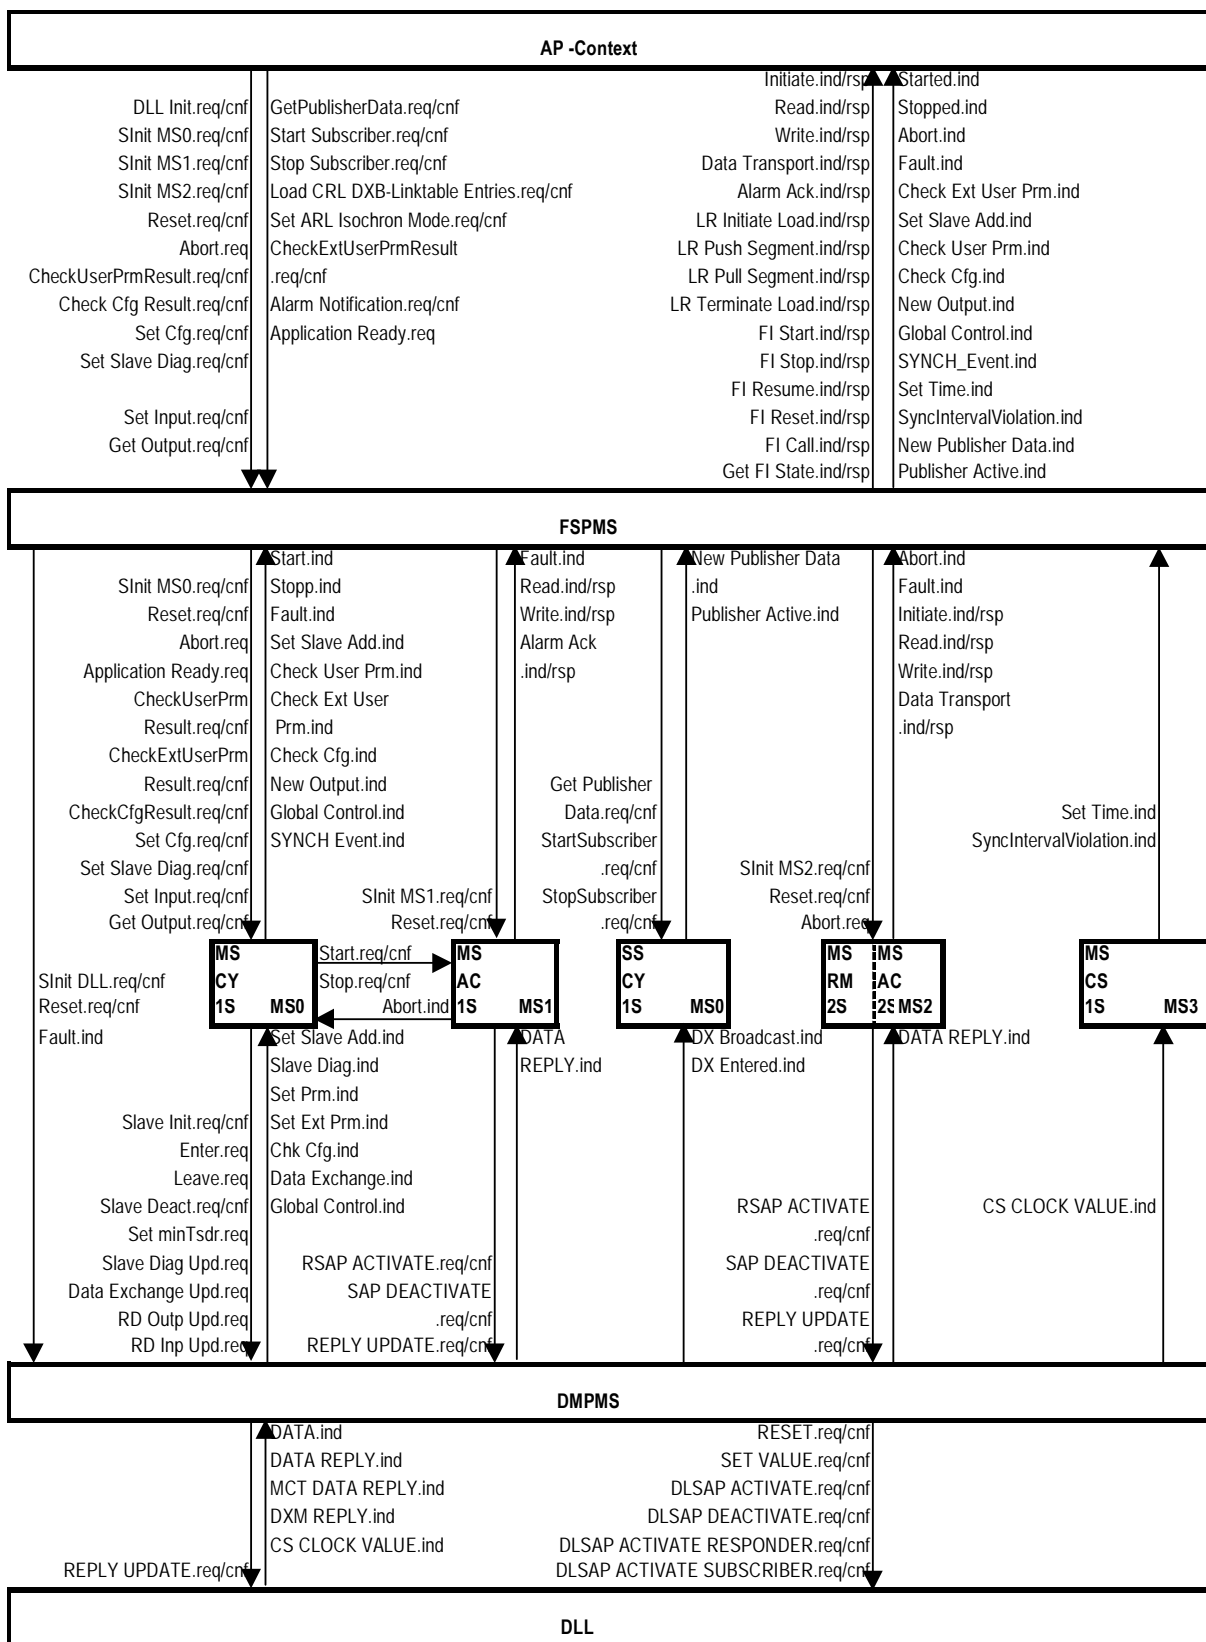 AP -Context
Initiate.ind/rsp Started.ind
DLL Init.req/cnf GetPublisherData.req/cnf Read.ind/rsp Stopped.ind
SInit MS0.req/cnf Start Subscriber.req/cnf Write.ind/rsp Abort.ind
SInit MS1.req/cnf Stop Subscriber.req/cnf Data Transport.ind/rsp Fault.ind
SInit MS2.req/cnf Load CRL DXB-Linktable Entries.req/cnf Alarm Ack.ind/rsp Check Ext User Prm.ind
Reset.req/cnf Set ARL Isochron Mode.req/cnf LR Initiate Load.ind/rsp Set Slave Add.ind
Abort.req CheckExtUserPrmResult LR Push Segment.ind/rsp Check User Prm.ind
CheckUserPrmResult.req/cnf .req/cnf LR Pull Segment.ind/rsp Check Cfg.ind
Check Cfg Result.req/cnf Alarm Notification.req/cnf LR Terminate Load.ind/rsp New Output.ind
Set Cfg.req/cnf Application Ready.req FI Start.ind/rsp Global Control.ind
Set Slave Diag.req/cnf FI Stop.ind/rsp SYNCH_Event.ind
FI Resume.ind/rsp Set Time.ind
Set Input.req/cnf FI Reset.ind/rsp SyncIntervalViolation.ind
Get Output.req/cnf FI Call.ind/rsp New Publisher Data.ind
Get FI State.ind/rsp Publisher Active.ind
FSPMS
Start.ind Fault.ind New Publisher Data Abort.ind
SInit MS0.req/cnf Stopp.ind Read.ind/rsp .ind Fault.ind
Reset.req/cnf Fault.ind Write.ind/rsp Publisher Active.ind Initiate.ind/rsp
Abort.req Set Slave Add.ind Alarm Ack Read.ind/rsp
Application Ready.req Check User Prm.ind .ind/rsp Write.ind/rsp
CheckUserPrm Check Ext User Data Transport
Result.req/cnf Prm.ind .ind/rsp
CheckExtUserPrm Check Cfg.ind
Result.req/cnf New Output.ind Get Publisher
CheckCfgResult.req/cnf Global Control.ind Data.req/cnf Set Time.ind
Set Cfg.req/cnf SYNCH Event.ind StartSubscriber SyncIntervalViolation.ind
Set Slave Diag.req/cnf .req/cnf SInit MS2.req/cnf
Set Input.req/cnf SInit MS1.req/cnf StopSubscriber Reset.req/cnf
Get Output.req/cnf Reset.req/cnf .req/cnf Abort.req
MS Start.req/cnf MS SS MS MS MS
SInit DLL.req/cnf CY Stop.req/cnf AC CY RM AC CS
Reset.req/cnf 1S MS0 Abort.ind 1S MS1 1S MS0 2S 2S MS2 1S MS3
Fault.ind Set Slave Add.ind DATA DX Broadcast.ind DATA REPLY.ind
Slave Diag.ind REPLY.ind DX Entered.ind
Set Prm.ind
Slave Init.req/cnf Set Ext Prm.ind
Enter.req Chk Cfg.ind
Leave.req Data Exchange.ind
Slave Deact.req/cnf Global Control.ind RSAP ACTIVATE CS CLOCK VALUE.ind
Set minTsdr.req .req/cnf
Slave Diag Upd.req RSAP ACTIVATE.req/cnf SAP DEACTIVATE
Data Exchange Upd.req SAP DEACTIVATE .req/cnf
RD Outp Upd.req .req/cnf REPLY UPDATE
RD Inp Upd.req REPLY UPDATE.req/cnf .req/cnf
DMPMS
DATA.ind RESET.req/cnf
DATA REPLY.ind SET VALUE.req/cnf
MCT DATA REPLY.ind DLSAP ACTIVATE.req/cnf
DXM REPLY.ind DLSAP DEACTIVATE.req/cnf
CS CLOCK VALUE.ind DLSAP ACTIVATE RESPONDER.req/cnf
REPLY UPDATE.req/cnf DLSAP ACTIVATE SUBSCRIBER.req/cnf
DLL